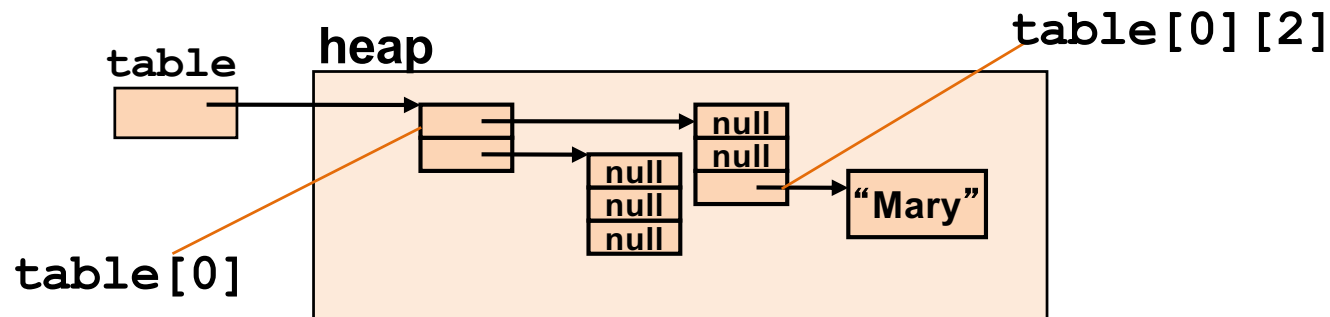 table[0][2]
heap
table
null
null
null
null
null
“Mary”
table[0]